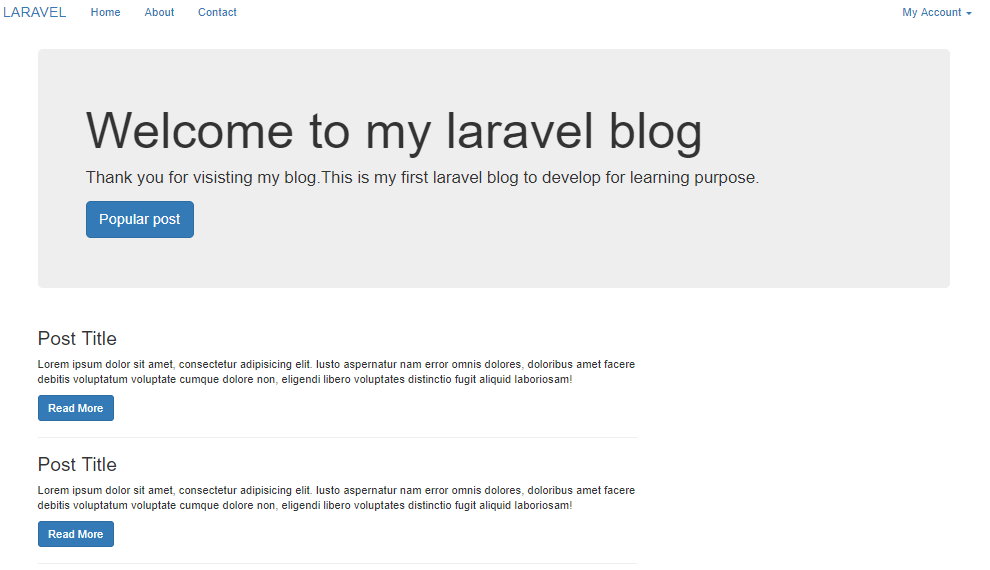 LARAVEL Home About Contact My Account
Welcome to my laravel blog
Thank you for visisting my blog.This is my first laravel blog to develop for learning purpose.
Popular post
Post Title
Lorem ipsum dolor sit amet, consectetur adipisicing elit. Iusto aspernatur nam error omnis dolores, doloribus amet facere
debitis voluptatum voluptate cumque dolore non, eligendi libero voluptates distinctio fugit aliquid laboriosam!
Read More
Post Title
Lorem ipsum dolor sit amet, consectetur adipisicing elit. Iusto aspernatur nam error omnis dolores, doloribus amet facere
debitis voluptatum voluptate cumque dolore non, eligendi libero voluptates distinctio fugit aliquid laboriosam!
Read More